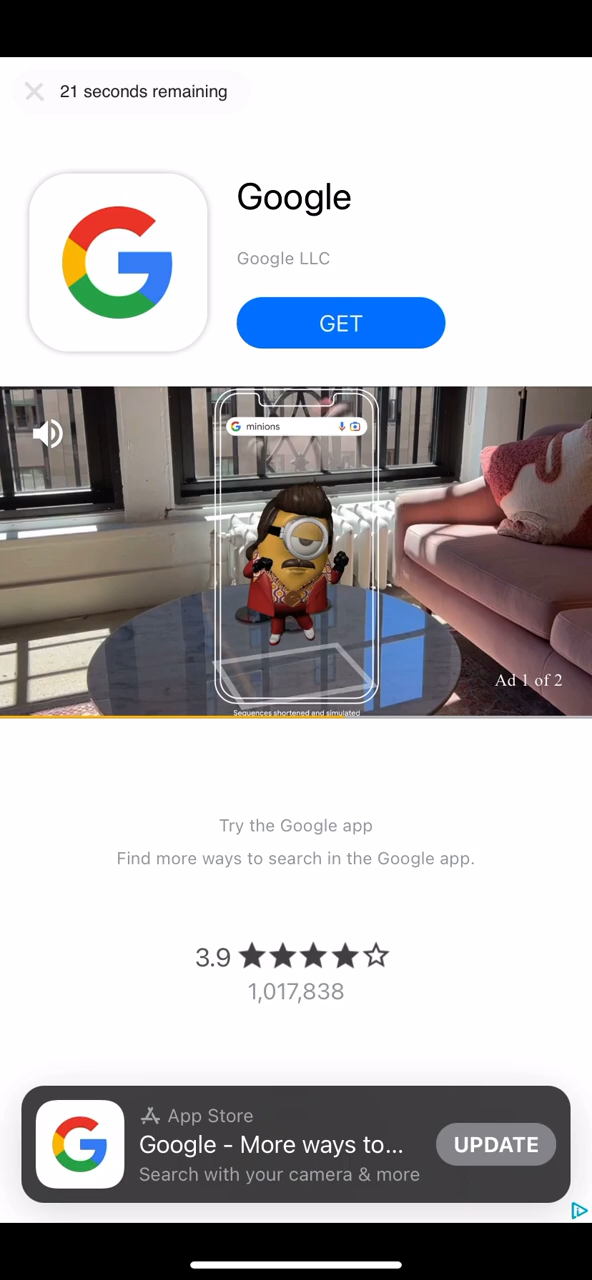 21 seconds remaining
Google
Google LLC
GET
minions
Ad 1 of 2
Sequences shortened and simulated
Try the Google app
Find more ways to search in the Google app.
3.9
1,017,838
App Store
Google - More ways to...
UPDATE
Search with your camera & more